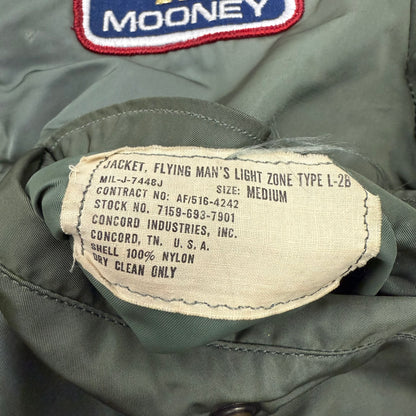 MOONEY
JACKET, FLYING MAN'S LIGHT ZONE TYPE L-2B
MIL-J-7448J SIZE: MEDIUM
CONTRACT NO: AF/516-4242
STOCK NO. 7159-693-7901
CONCORD INDUSTRIES, INC.
CONCORD, TN. U.S.A.
SHELL 100% NYLON
DRY CLEAN ONLY